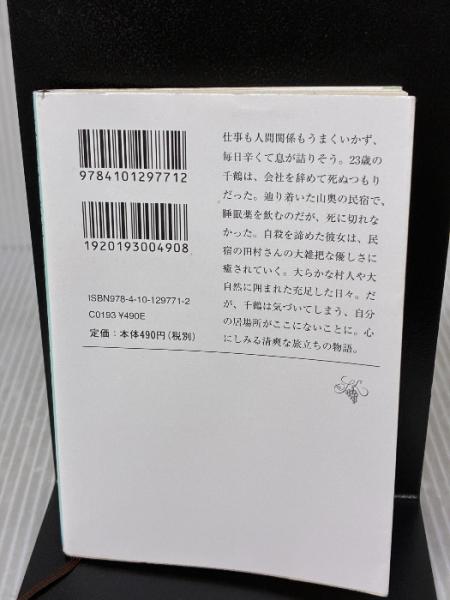 9784101297712
1920193004908
ISBN978-4-10-129771-2
C0193 ¥490E
定価：本体490円(税別)
仕事も人間関係もうまくいかず、
毎日辛くて息が詰りそう。23歳の
千鶴は、会社を辞めて死ぬつもり
だった。辿り着いた山奥の民宿で、
睡眠薬を飲むのだが、死に切れな
かった。自殺を諦めた彼女は、民
宿の田村さんの大雑把な優しさに
癒されていく。大らかな村人や大
自然に囲まれた充足した日々。だ
が、千鶴は気づいてしまう、自分
の居場所がここにないことに。心
にしみる清爽な旅立ちの物語。